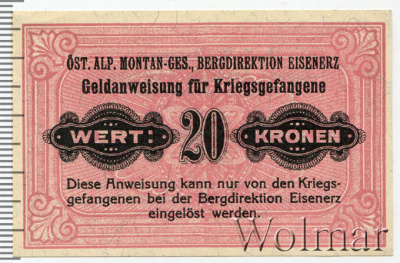 ÖST. ALP. MONTAN-GES., BERGDIREKTION EISENERZ
Geldanweisung für Kriegsgefangene
WERT: 20 KRONEN
Diese Anweisung kann nur von den Kriegs-
gefangenen bei der Bergdirektion Eisenerz
eingelöst werden.
Wolmar